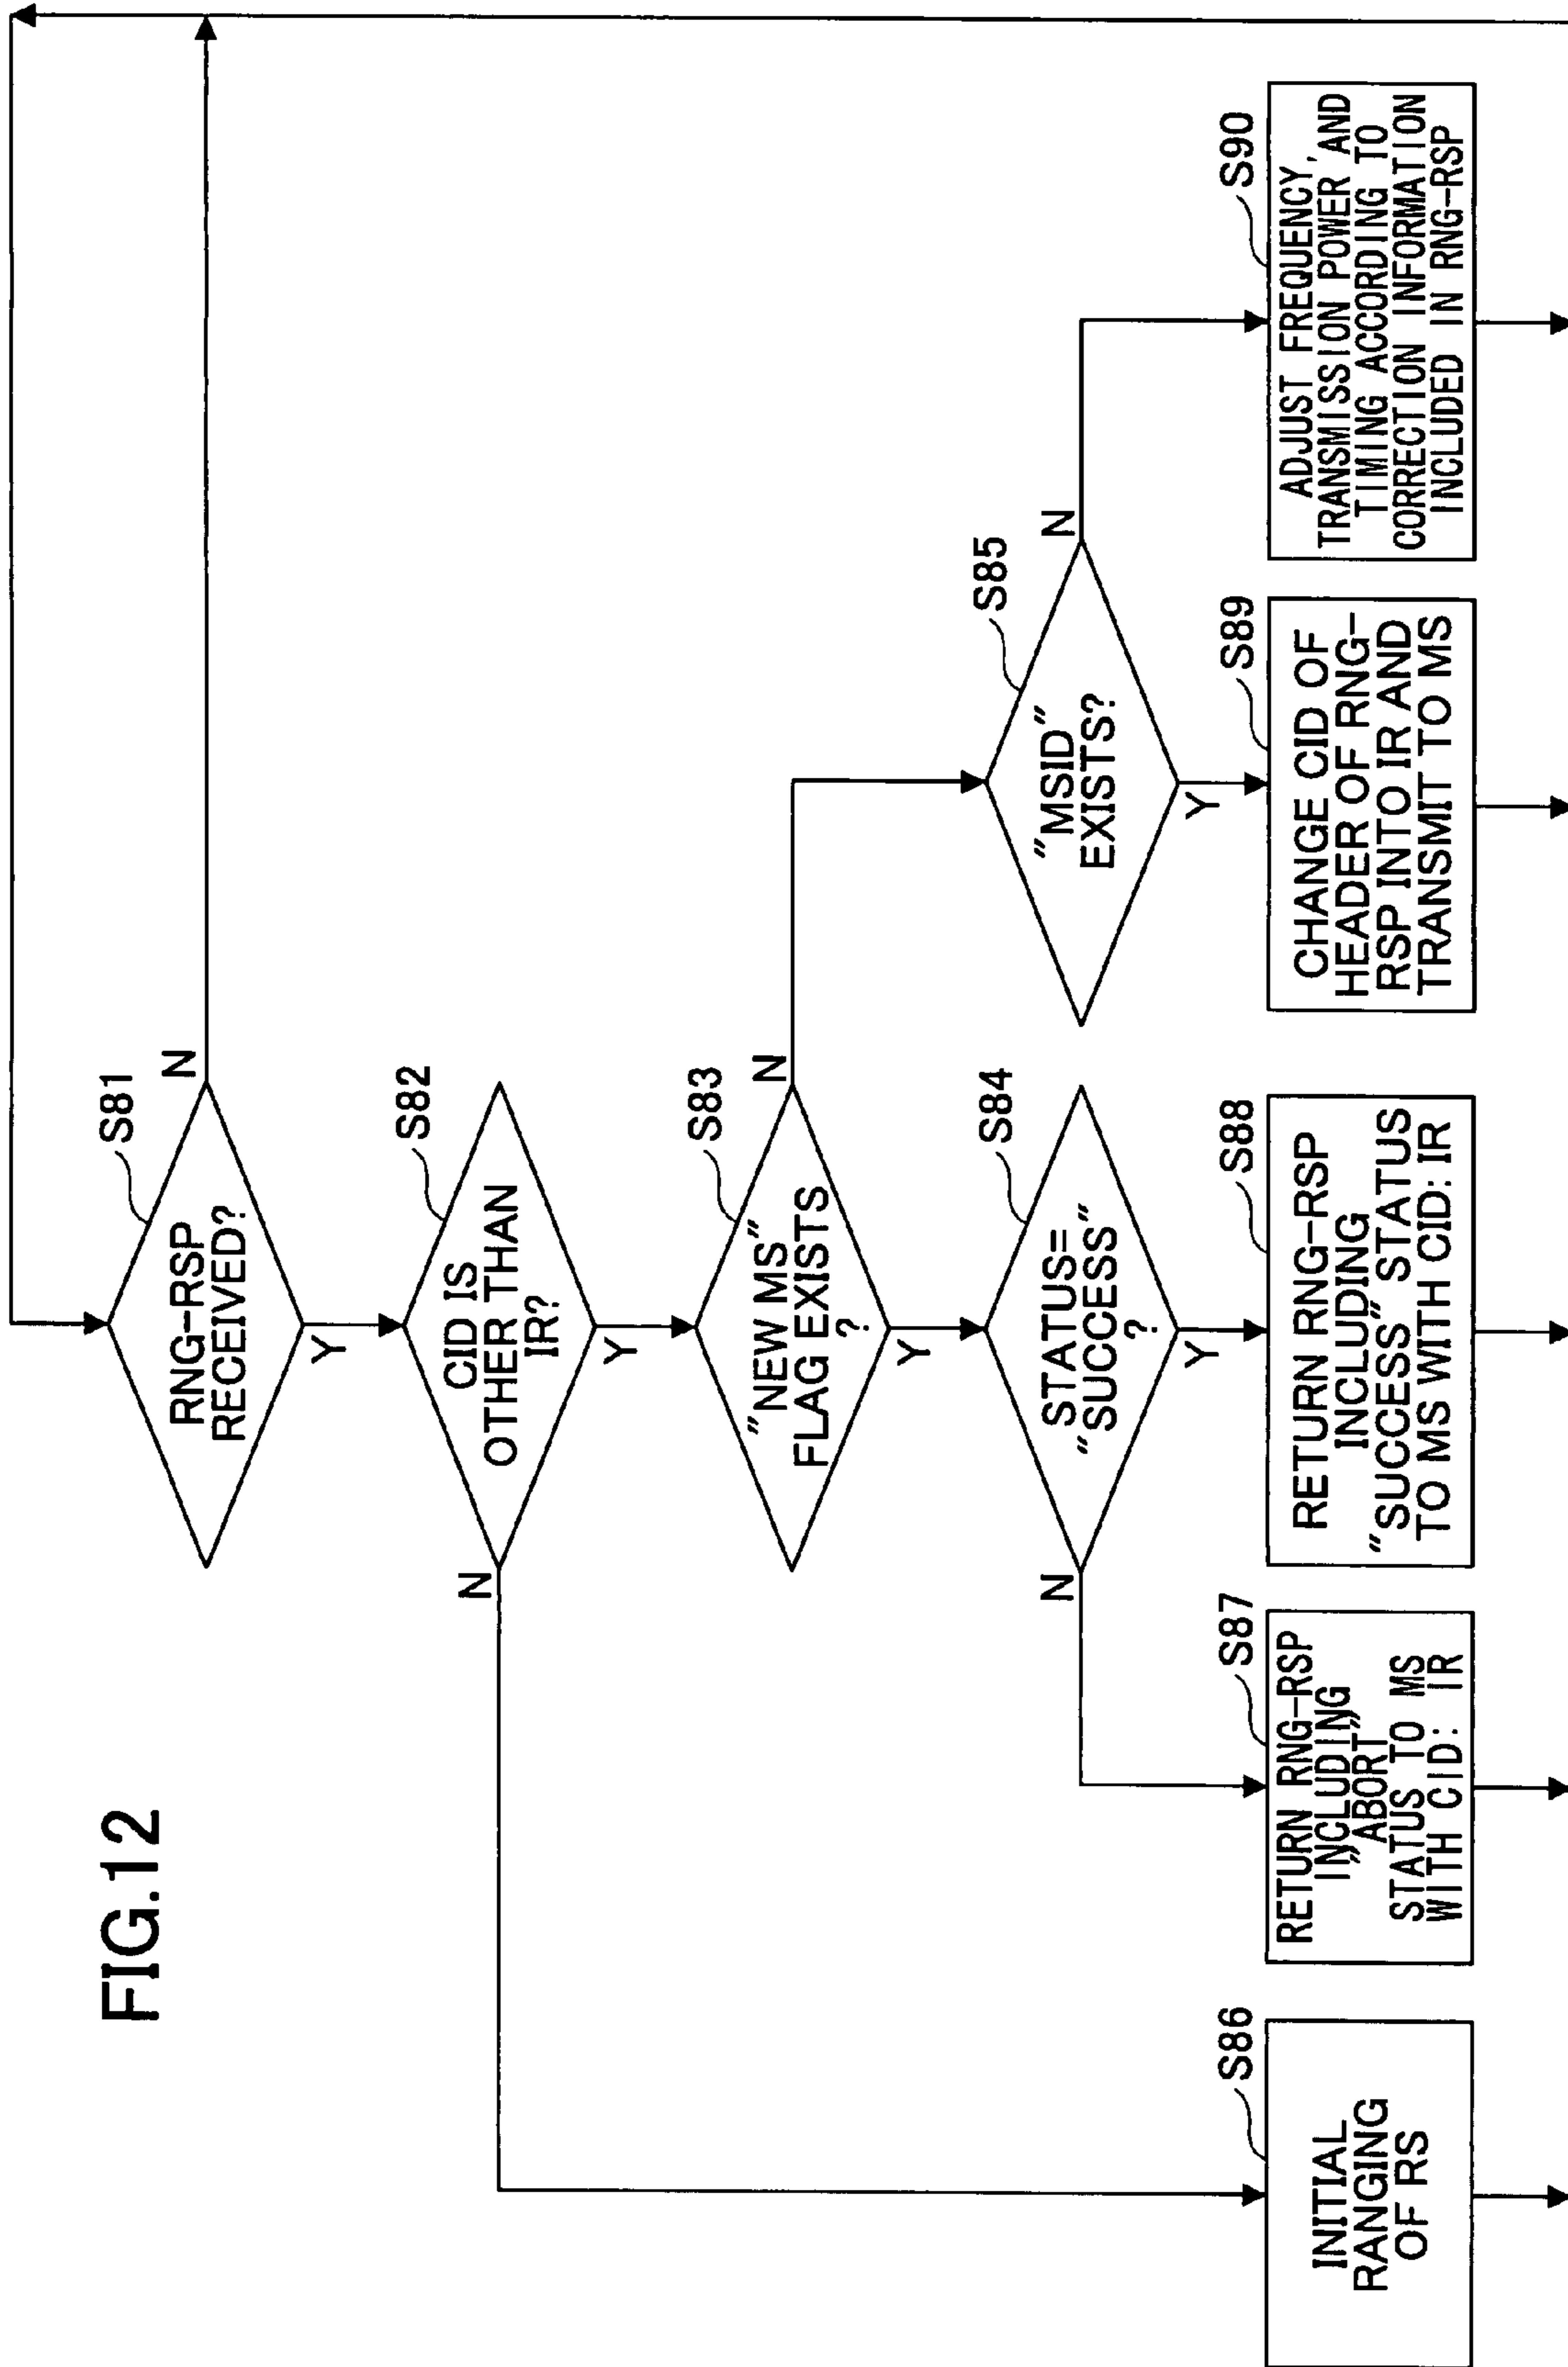 FIG.12
S81
RNG-RSP
RECEIVED?
N
Y
S82
CID IS
OTHER THAN
IR?
N
Y
S83
"NEW MS"
FLAG EXISTS
?
N
Y
S84
STATUS=
"SUCCESS"
?
N
Y
S85
"MSID"
EXISTS?
N
Y
S86
INITIAL
RANGING
OF RS
S87
RETURN RNG-RSP
INCLUDING
"ABORT"
STATUS TO MS
WITH CID: IR
S88
RETURN RNG-RSP
INCLUDING
"SUCCESS" STATUS
TO MS WITH CID: IR
S89
CHANGE CID OF
HEADER OF RNG-
RSP INTO IR AND
TRANSMIT TO MS
S90
ADJUST FREQUENCY,
TRANSMISSION POWER, AND
TIMING ACCORDING TO
CORRECTION INFORMATION
INCLUDED IN RNG-RSP